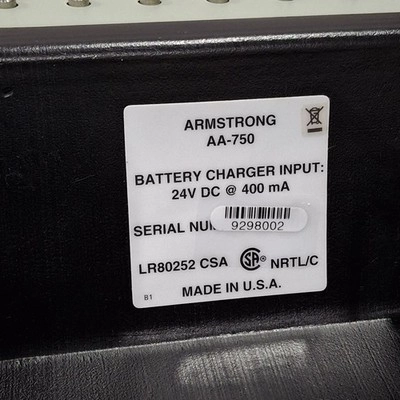 ARMSTRONG
AA-750
BATTERY CHARGER INPUT:
24V DC @ 400 mA
SERIAL NU 9298002
LR80252 CSA SA NRTL/C
B1 MADE IN U.S.A.